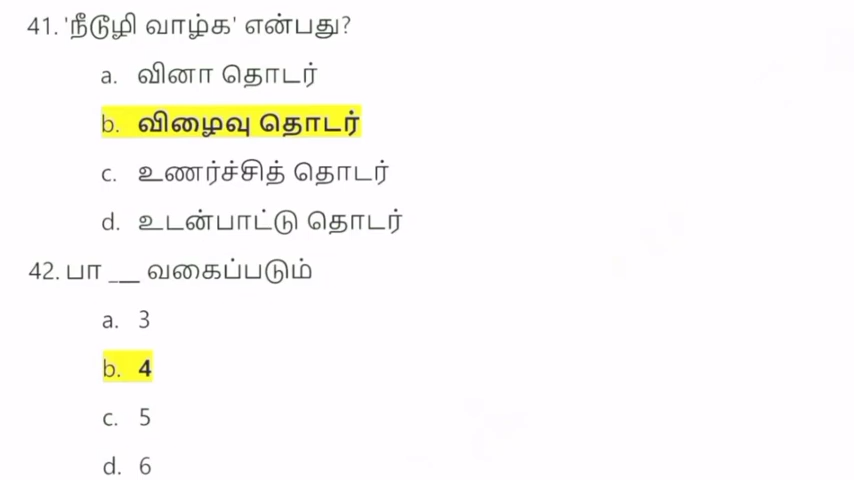 41. 'நீடூழி வாழ்க' என்பது?
a. வினா தொடர்
b. விழைவு தொடர்
c. உணர்ச்சித் தொடர்
d. உடன்பாட்டு தொடர்
42. பா __ வகைப்படும்
a. 3
b. 4
c. 5
d. 6